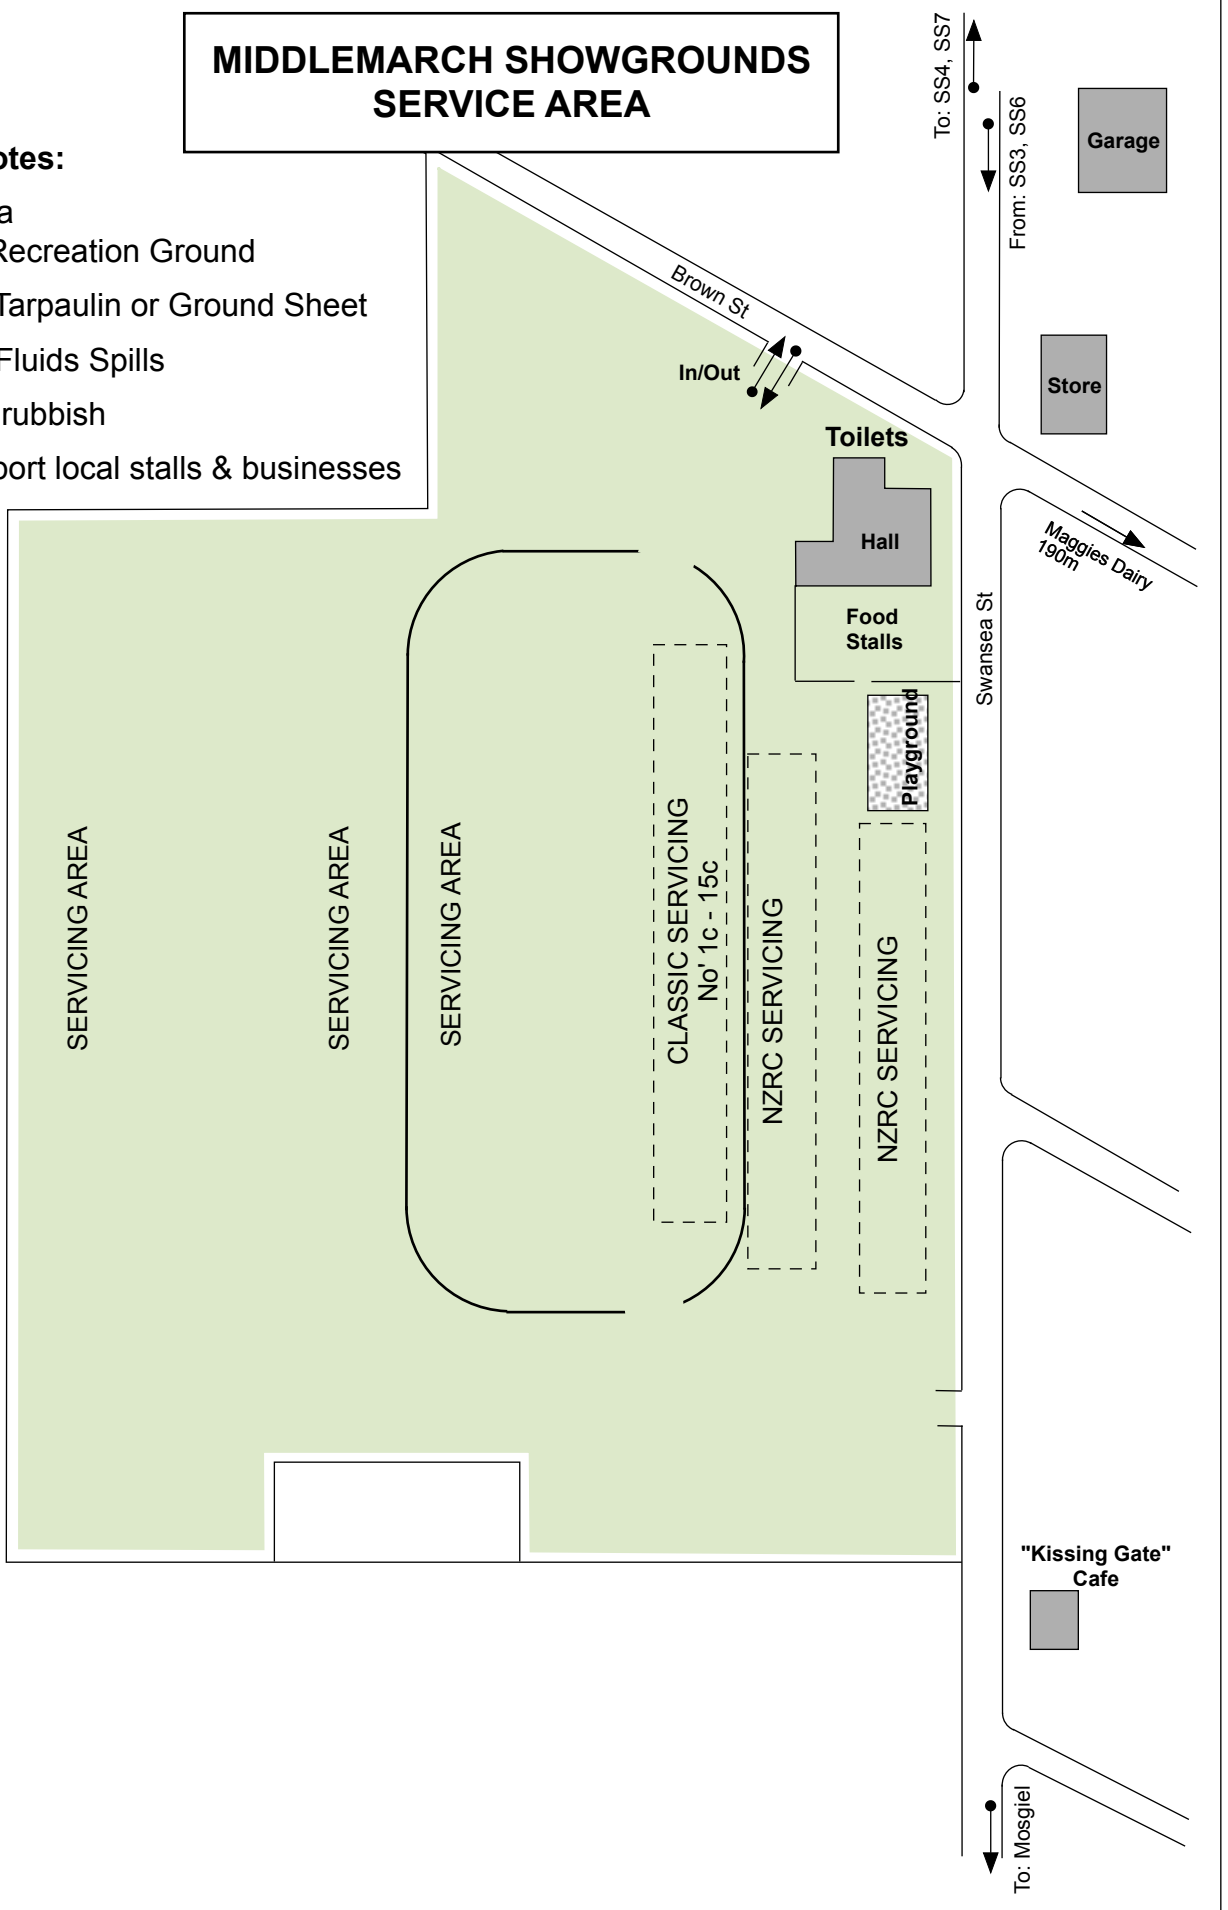 MIDDLEMARCH SHOWGROUNDS
SERVICE AREA
otes:
a
Recreation Ground
Tarpaulin or Ground Sheet
Fluids Spills
rubbish
port local stalls & businesses
To: SS4, SS7
From: SS3, SS6
Garage
Brown St
In/Out
Store
Toilets
Hall
Maggies Dairy
190m
Food
Stalls
Swansea St
Playground
SERVICING AREA
SERVICING AREA
SERVICING AREA
CLASSIC SERVICING
No' 1c - 15c
NZRC SERVICING
NZRC SERVICING
"Kissing Gate"
Cafe
To: Mosgiel